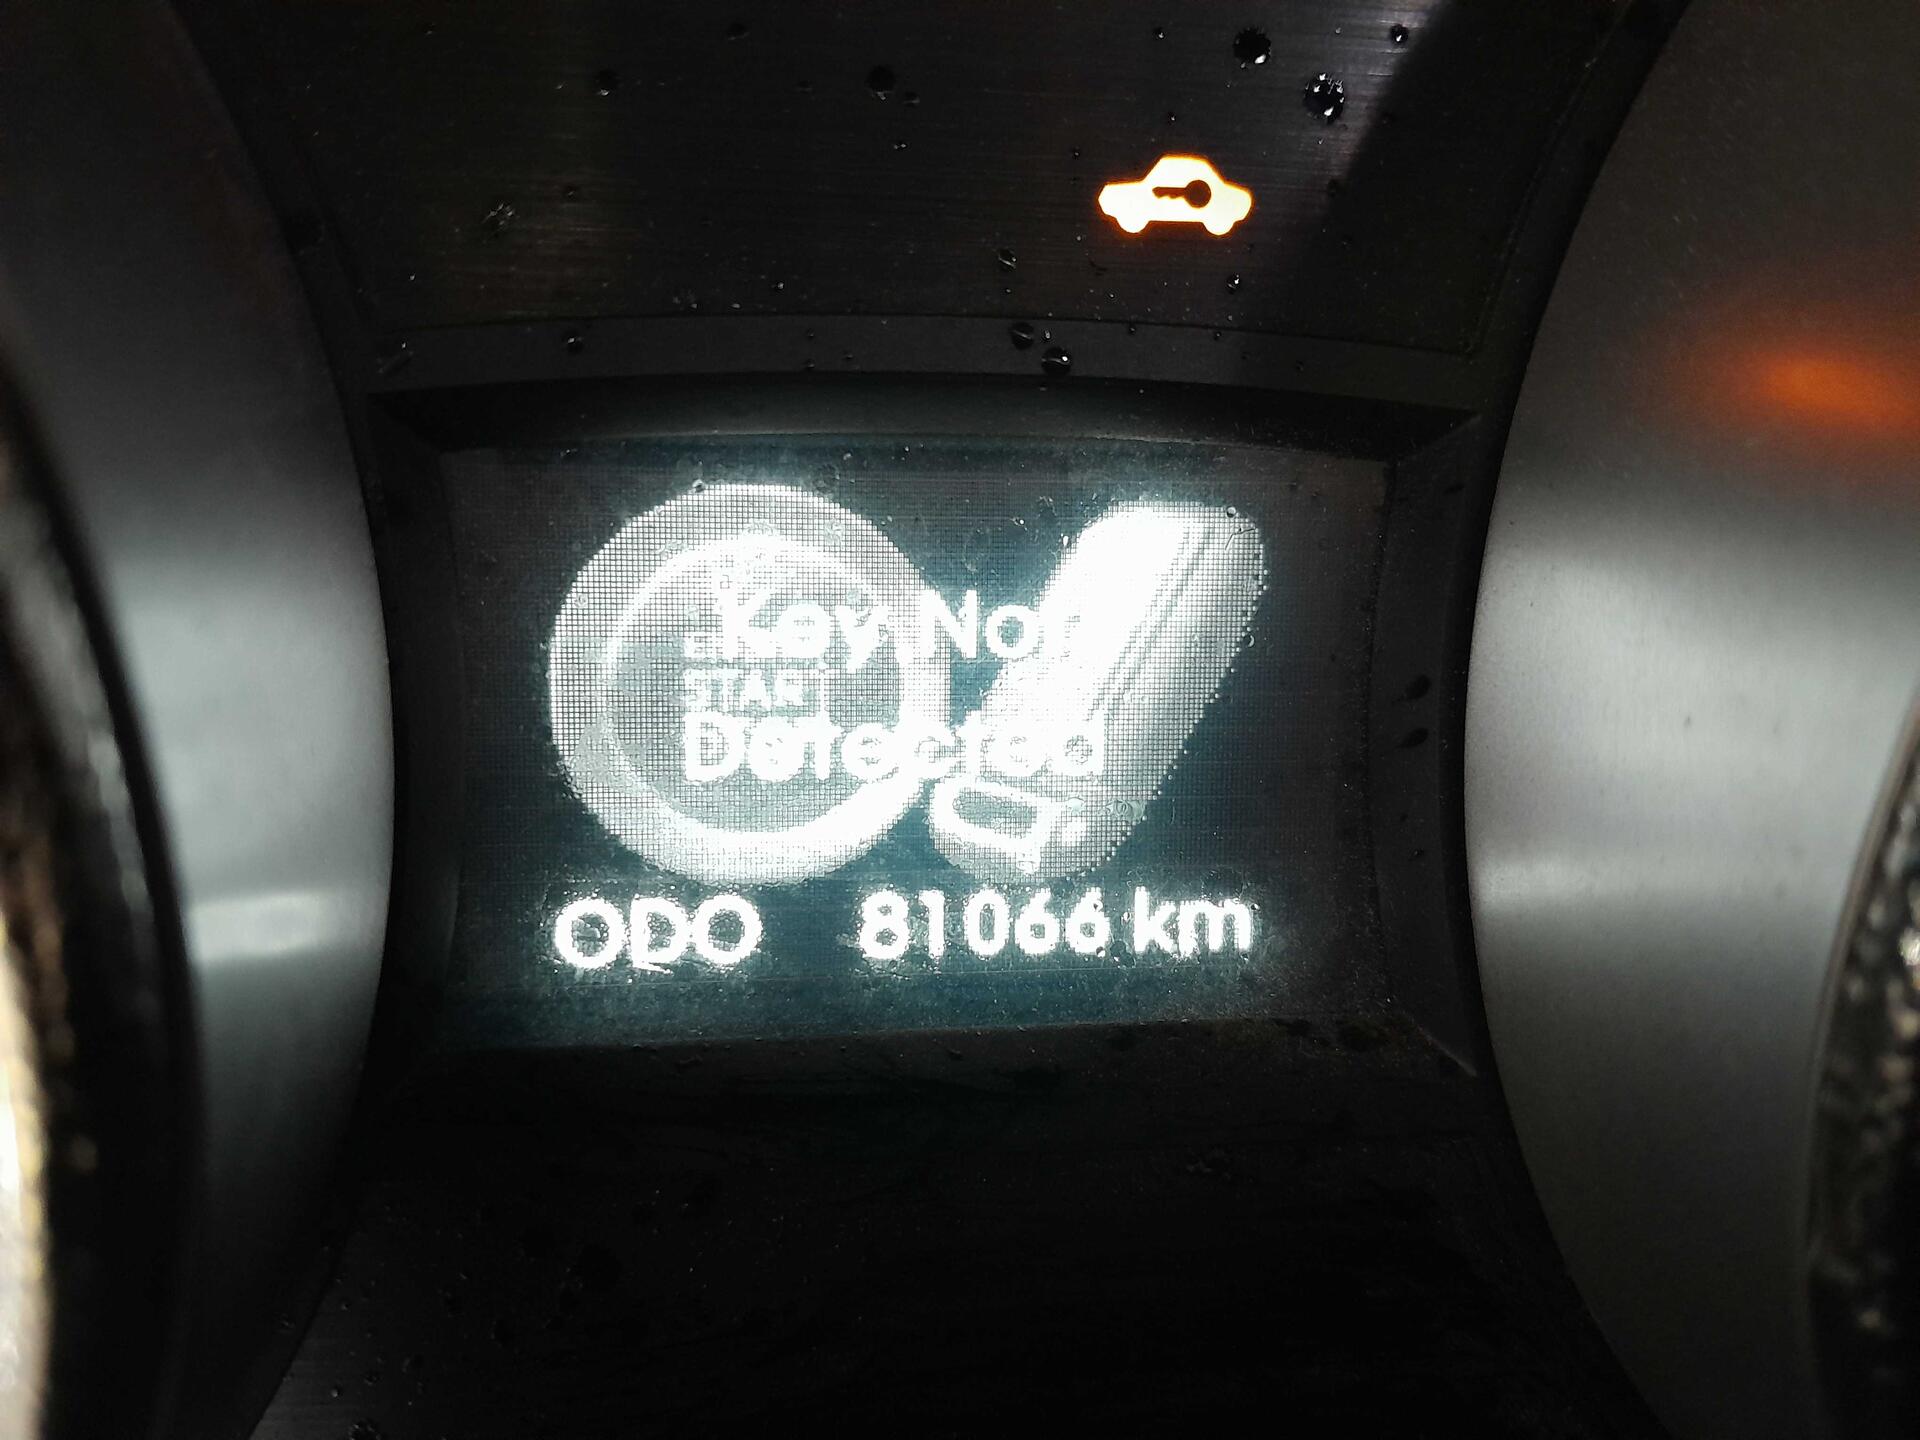 Key Not
START
Detected
ODO 81066 km